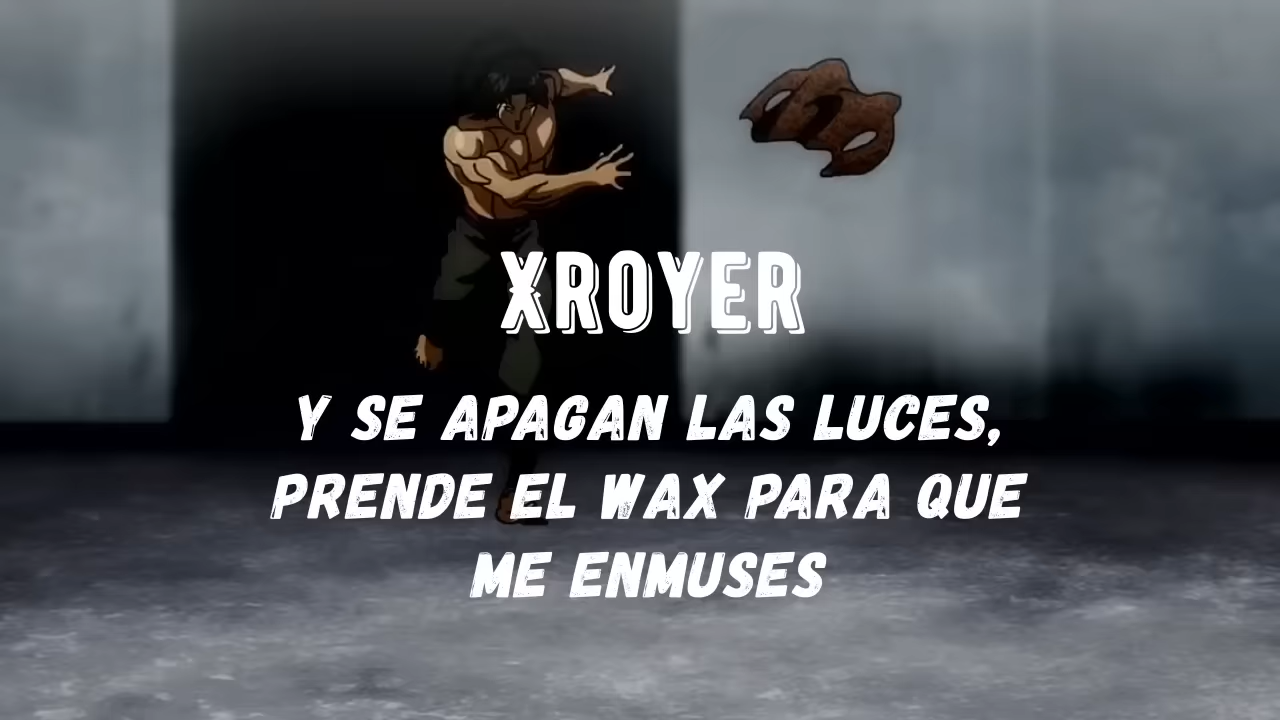 XROYER
Y SE APAGAN LAS LUCES,
PRENDE EL WAX PARA QUE
ME ENMUSES